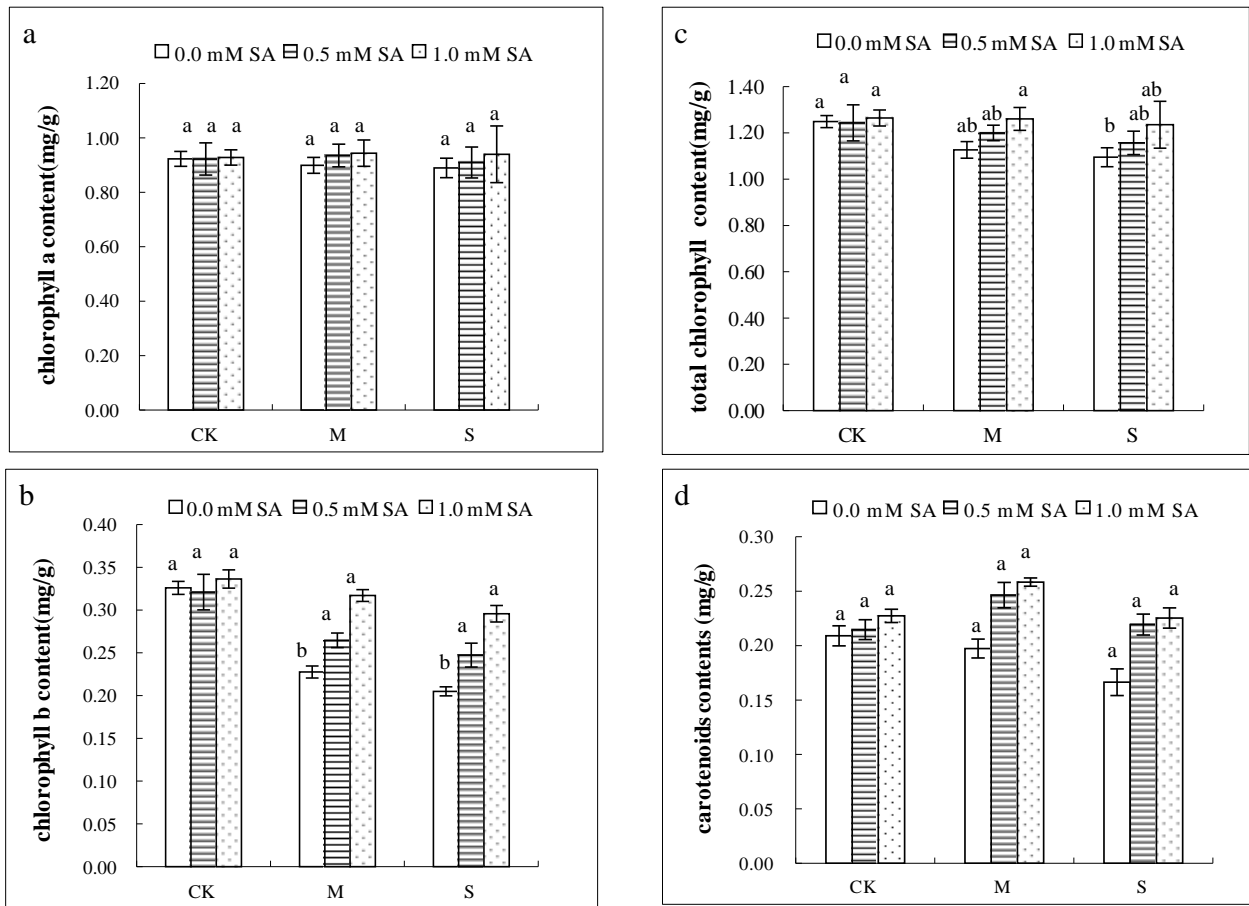 a
0.0 mM SA 0.5 mM SA 1.0 mM SA
1.20
1.00
0.80
0.60
0.40
0.20
0.00
chlorophyll a content(mg/g)
a a a
a a a
a a a
CK M S
c
0.0 mM SA 0.5 mM SA 1.0 mM SA
1.40
1.20
1.00
0.80
0.60
0.40
0.20
0.00
total chlorophyll content(mg/g)
a a a
ab ab a
b ab ab
CK M S
b
0.0 mM SA 0.5 mM SA 1.0 mM SA
0.40
0.35
0.30
0.25
0.20
0.15
0.10
0.05
0.00
chlorophyll b content(mg/g)
a a a
b a a
b a a
CK M S
d
0.0 mM SA 0.5 mM SA 1.0 mM SA
0.30
0.25
0.20
0.15
0.10
0.05
0.00
carotenoids contents (mg/g)
a a a
a a a
a a a
CK M S